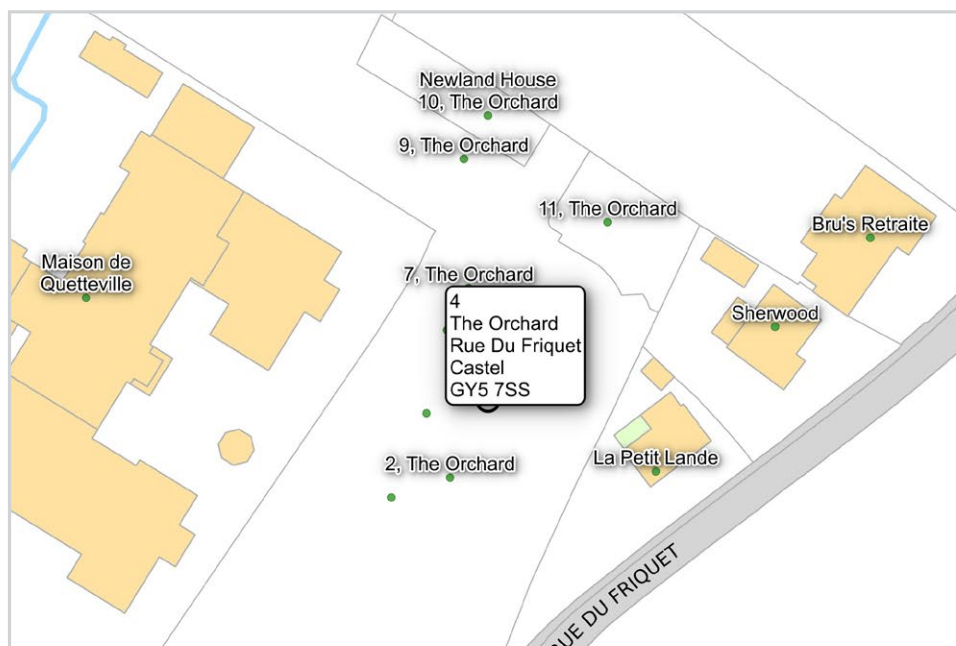 Newland House
10, The Orchard
9, The Orchard
11, The Orchard
Bru's Retraite
Maison de
Quetteville
7, The Orchard
4
The Orchard
Rue Du Friquet
Castel
GY5 7SS
Sherwood
La Petit Lande
2, The Orchard
RUE DU FRIQUET